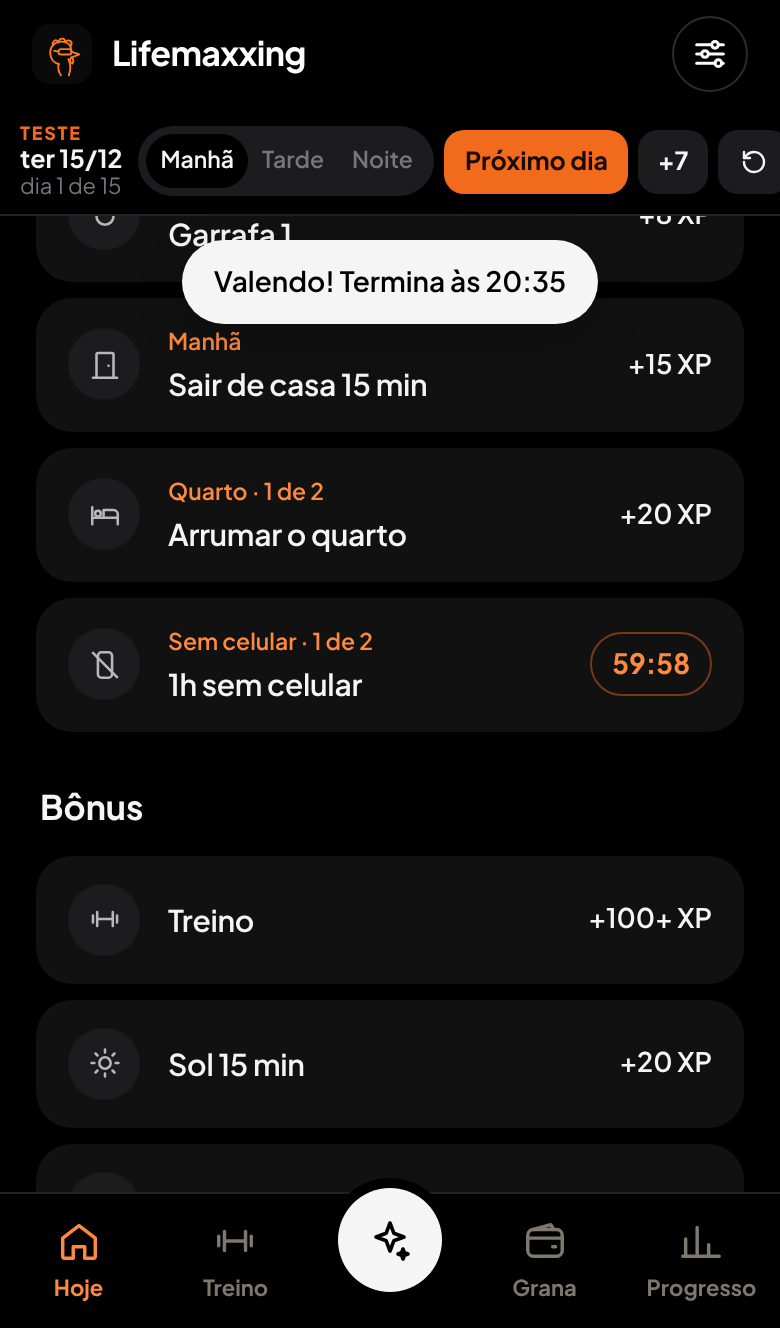 Lifemaxxing
TESTE
ter 15/12
dia 1 de 15
Manhã
Tarde
Noite
Próximo dia
+7
Garrafa 1
Valendo! Termina às 20:35
Manhã
Sair de casa 15 min
+15 XP
Quarto · 1 de 2
Arrumar o quarto
+20 XP
Sem celular · 1 de 2
1h sem celular
59:58
Bônus
Treino
+100+ XP
Sol 15 min
+20 XP
Hoje
Treino
Grana
Progresso